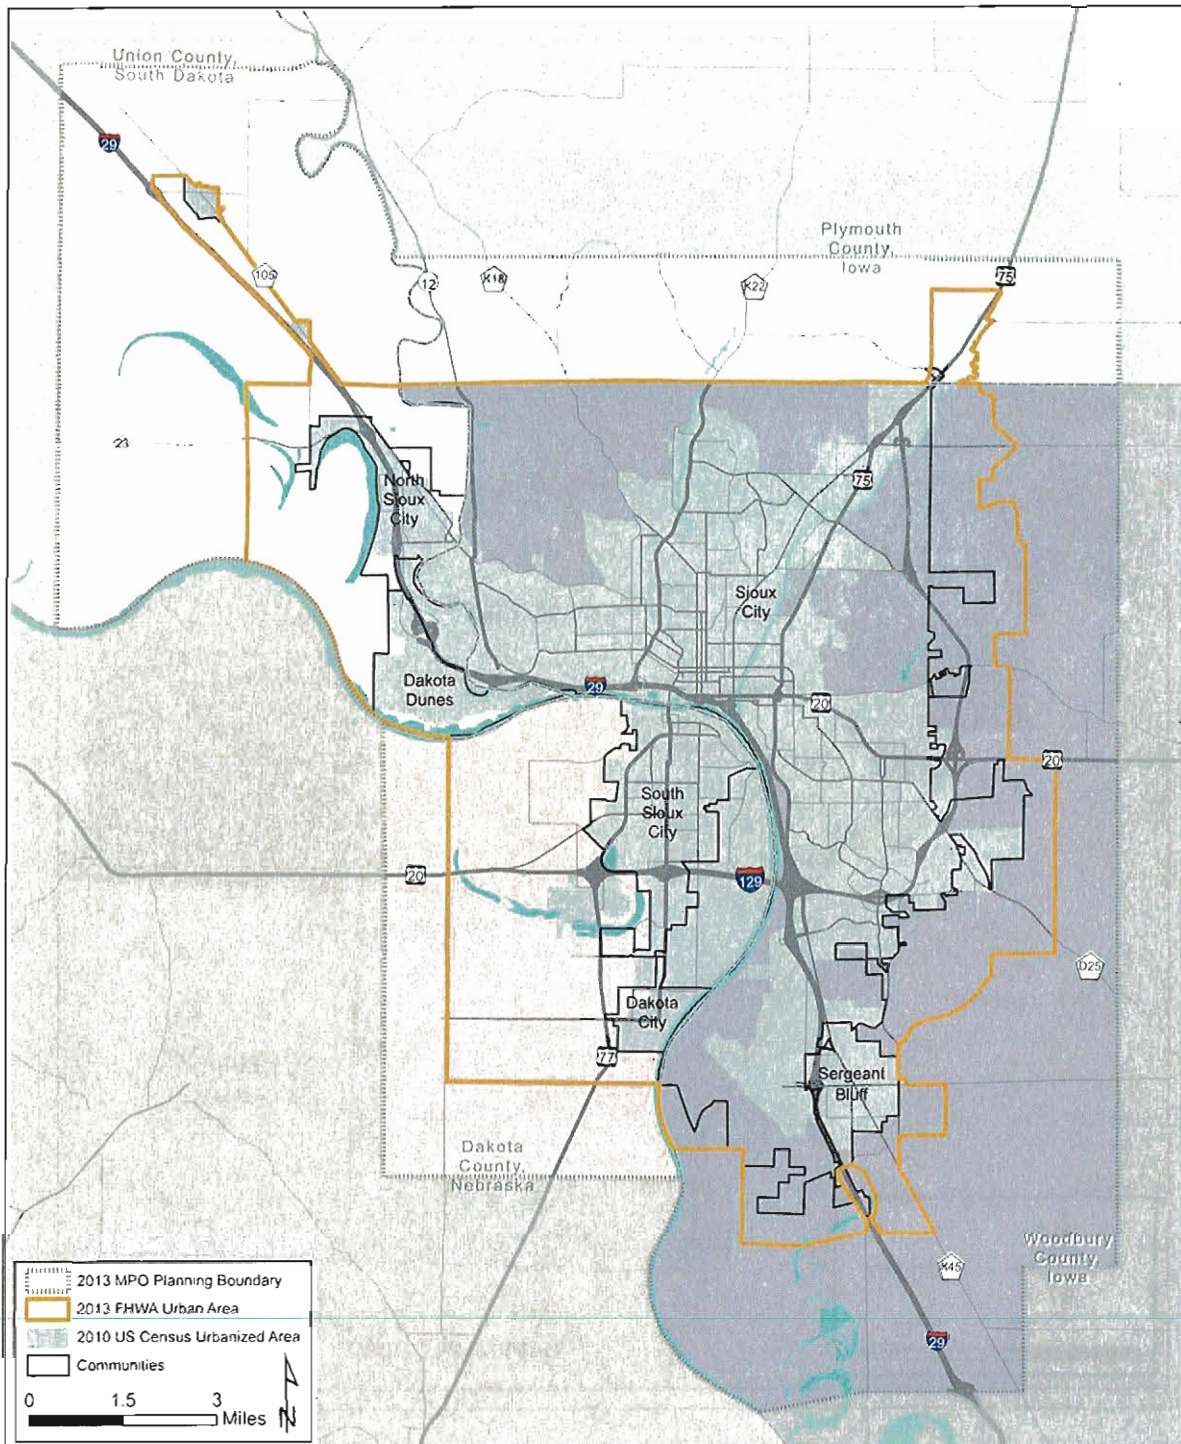 Union County,
South Dakota
29
Plymouth
County,
Iowa
105
12
K18
K22
75
23
North
Sioux
City
75
Sioux
City
Dakota
Dunes
29
20
20
South
Sioux
City
20
129
D25
Dakota
City
77
Sergeant
Bluff
Dakota
County,
Nebraska
Woodbury
County,
Iowa
K45
29
2013 MPO Planning Boundary
2013 FHWA Urban Area
2010 US Census Urbanized Area
Communities
0 1.5 3
Miles
N